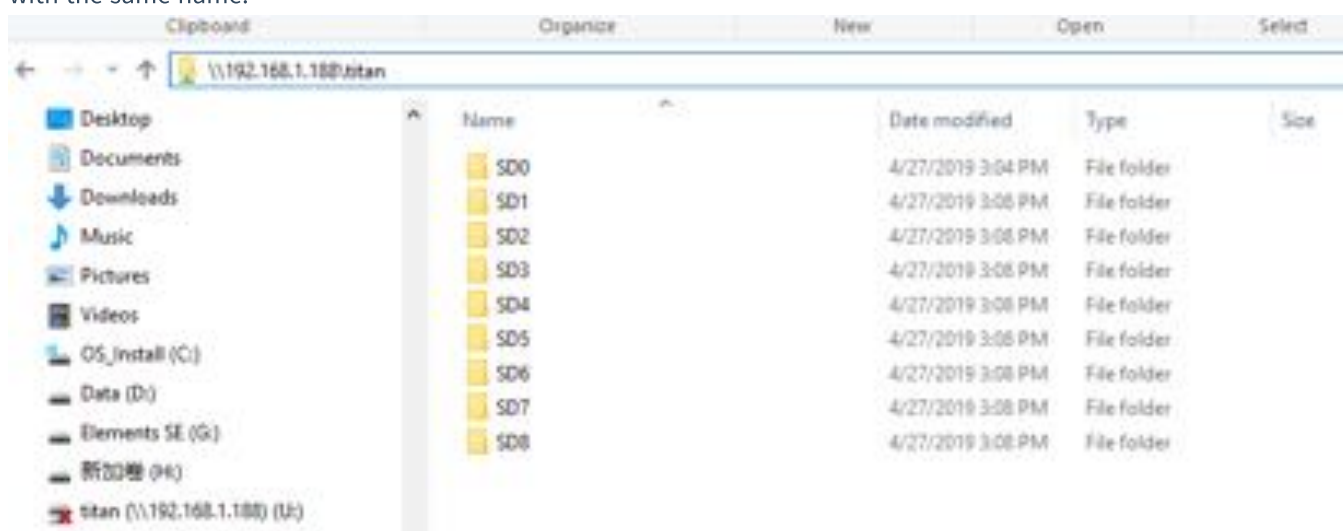 with the same name.
Clipboard Organize New Open Select
\\192.168.1.188\titan
Name Date modified Type Size
Desktop
Documents
Downloads
Music
Pictures
Videos
OS_Install (C:)
Data (D:)
Elements SE (G:)
新加卷 (H:)
titan (\\192.168.1.188) (U:)
SD0 4/27/2019 3:04 PM File folder
SD1 4/27/2019 3:08 PM File folder
SD2 4/27/2019 3:08 PM File folder
SD3 4/27/2019 3:08 PM File folder
SD4 4/27/2019 3:08 PM File folder
SD5 4/27/2019 3:08 PM File folder
SD6 4/27/2019 3:08 PM File folder
SD7 4/27/2019 3:08 PM File folder
SD8 4/27/2019 3:08 PM File folder